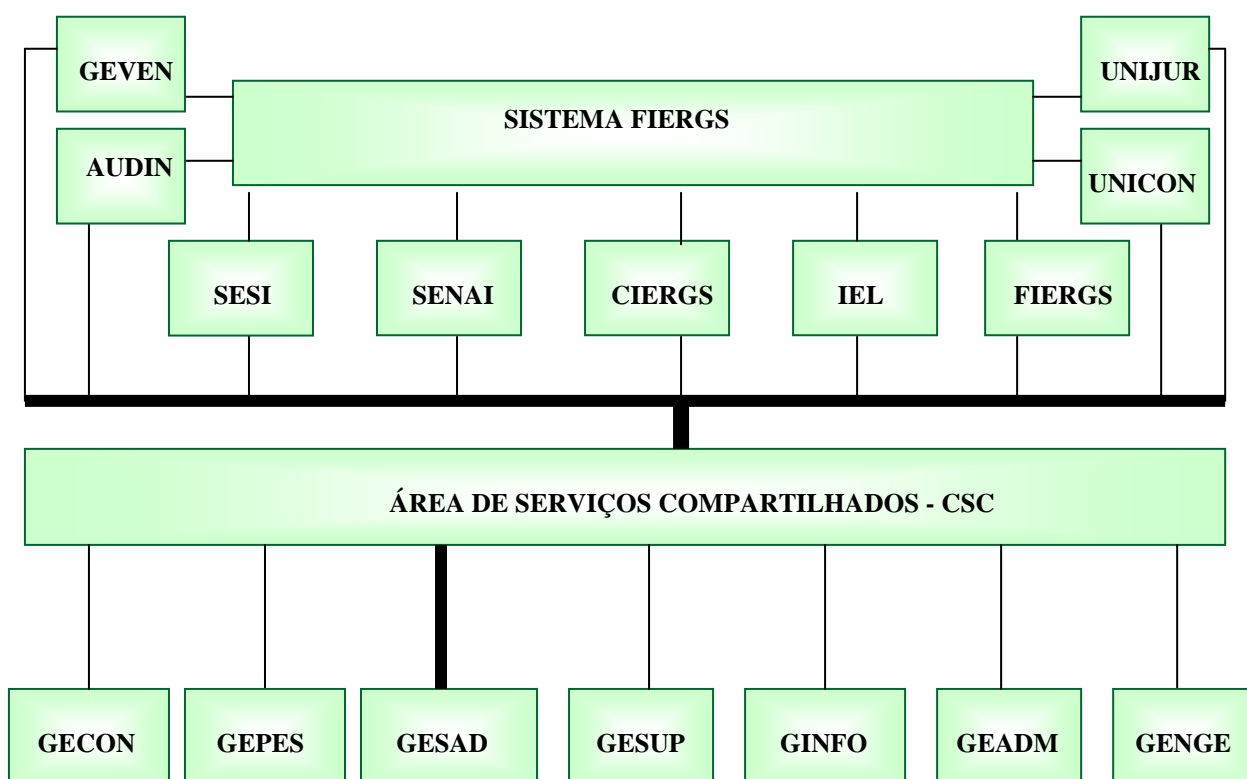 GEVEN
UNIJUR
SISTEMA FIERGS
AUDIN
UNICON
SESI
SENAI
CIERGS
IEL
FIERGS
ÁREA DE SERVIÇOS COMPARTILHADOS - CSC
GECON
GEPES
GESAD
GESUP
GINFO
GEADM
GENGE